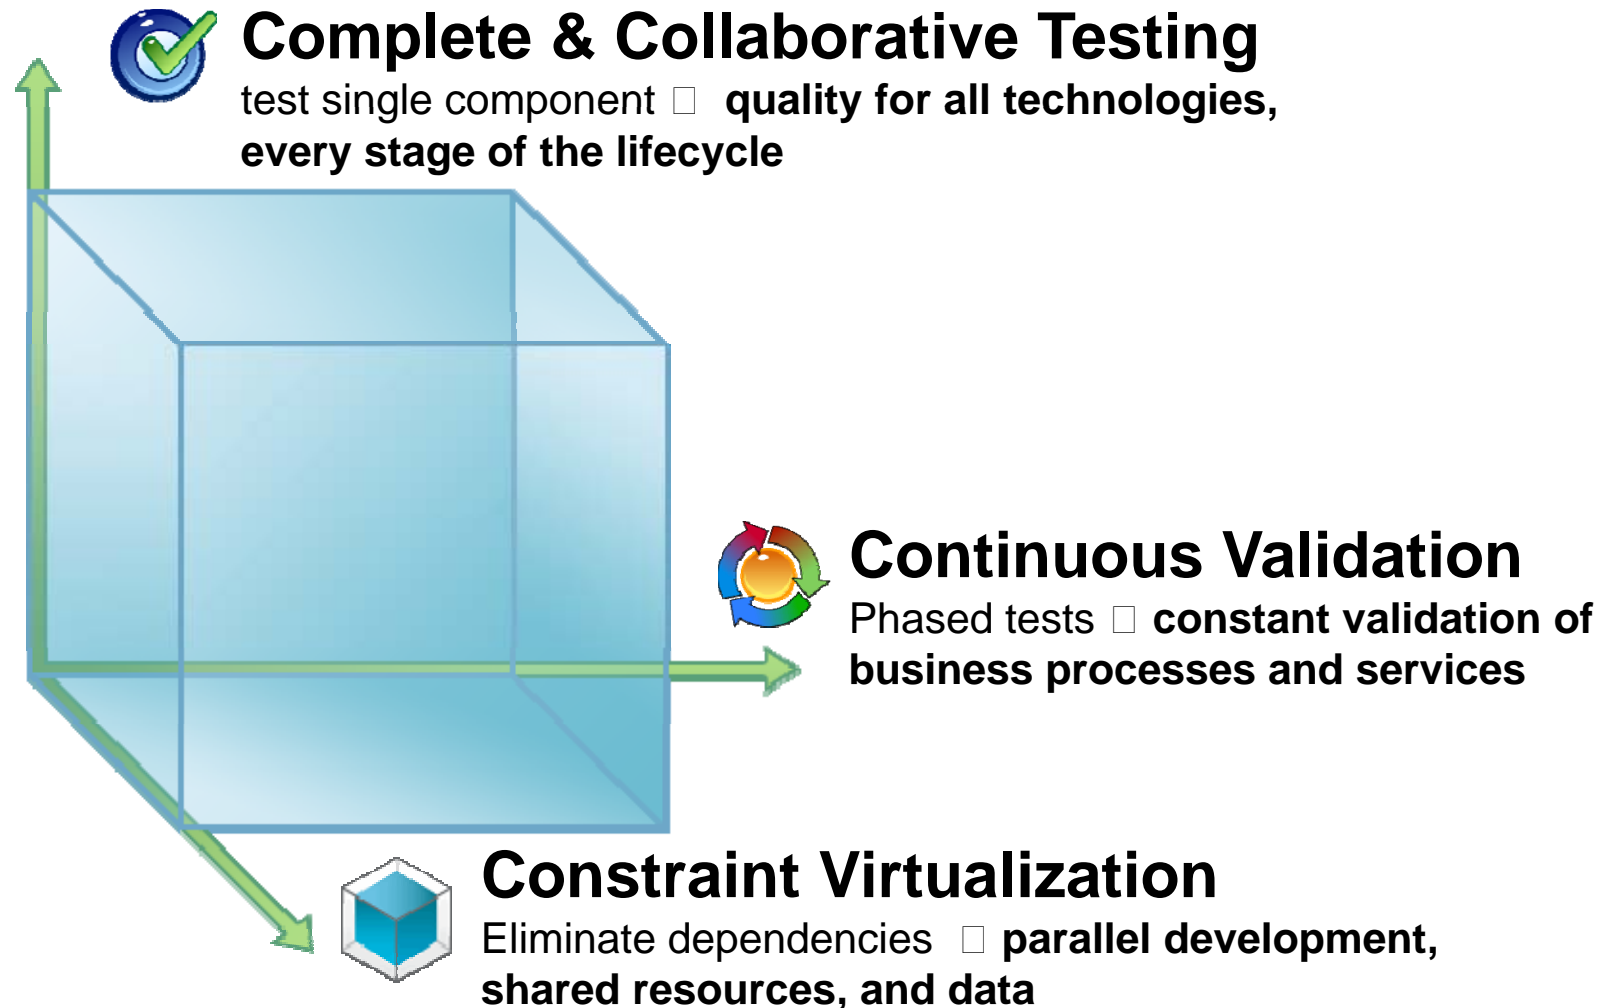 Complete & Collaborative Testing
test single component □ quality for all technologies,
every stage of the lifecycle
Continuous Validation
Phased tests □ constant validation of
business processes and services
Constraint Virtualization
Eliminate dependencies □ parallel development,
shared resources, and data